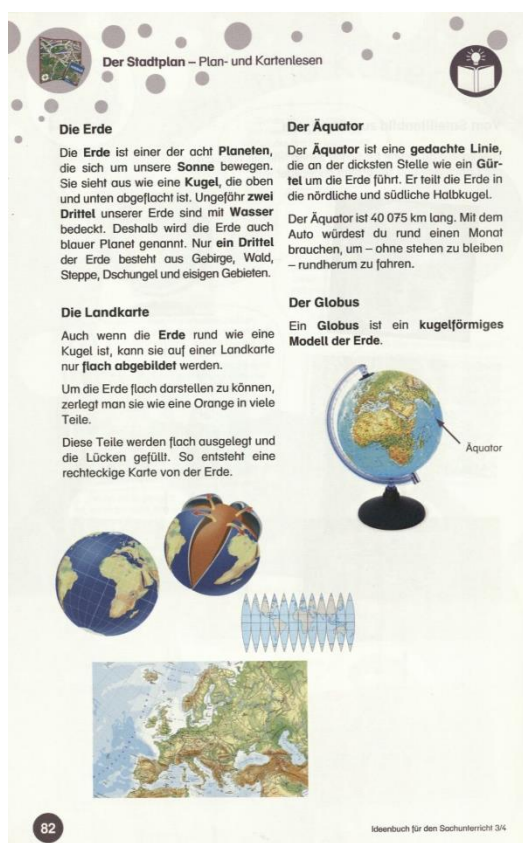 Der Stadtplan – Plan- und Kartenlesen
Die Erde
Die Erde ist einer der acht Planeten,
die sich um unsere Sonne bewegen.
Sie sieht aus wie eine Kugel, die oben
und unten abgeflacht ist. Ungefähr zwei
Drittel unserer Erde sind mit Wasser
bedeckt. Deshalb wird die Erde auch
blauer Planet genannt. Nur ein Drittel
der Erde besteht aus Gebirge, Wald,
Steppe, Dschungel und eisigen Gebieten.
Die Landkarte
Auch wenn die Erde rund wie eine
Kugel ist, kann sie auf einer Landkarte
nur flach abgebildet werden.
Um die Erde flach darstellen zu können,
zerlegt man sie wie eine Orange in viele
Teile.
Diese Teile werden flach ausgelegt und
die Lücken gefüllt. So entsteht eine
rechteckige Karte von der Erde.
Der Äquator
Der Äquator ist eine gedachte Linie,
die an der dicksten Stelle wie ein Gür-
tel um die Erde führt. Er teilt die Erde in
die nördliche und südliche Halbkugel.
Der Äquator ist 40 075 km lang. Mit dem
Auto würdest du rund einen Monat
brauchen, um – ohne stehen zu bleiben
– rundherum zu fahren.
Der Globus
Ein Globus ist ein kugelförmiges
Modell der Erde.
Äquator
82
Ideenbuch für den Sachunterricht 3/4